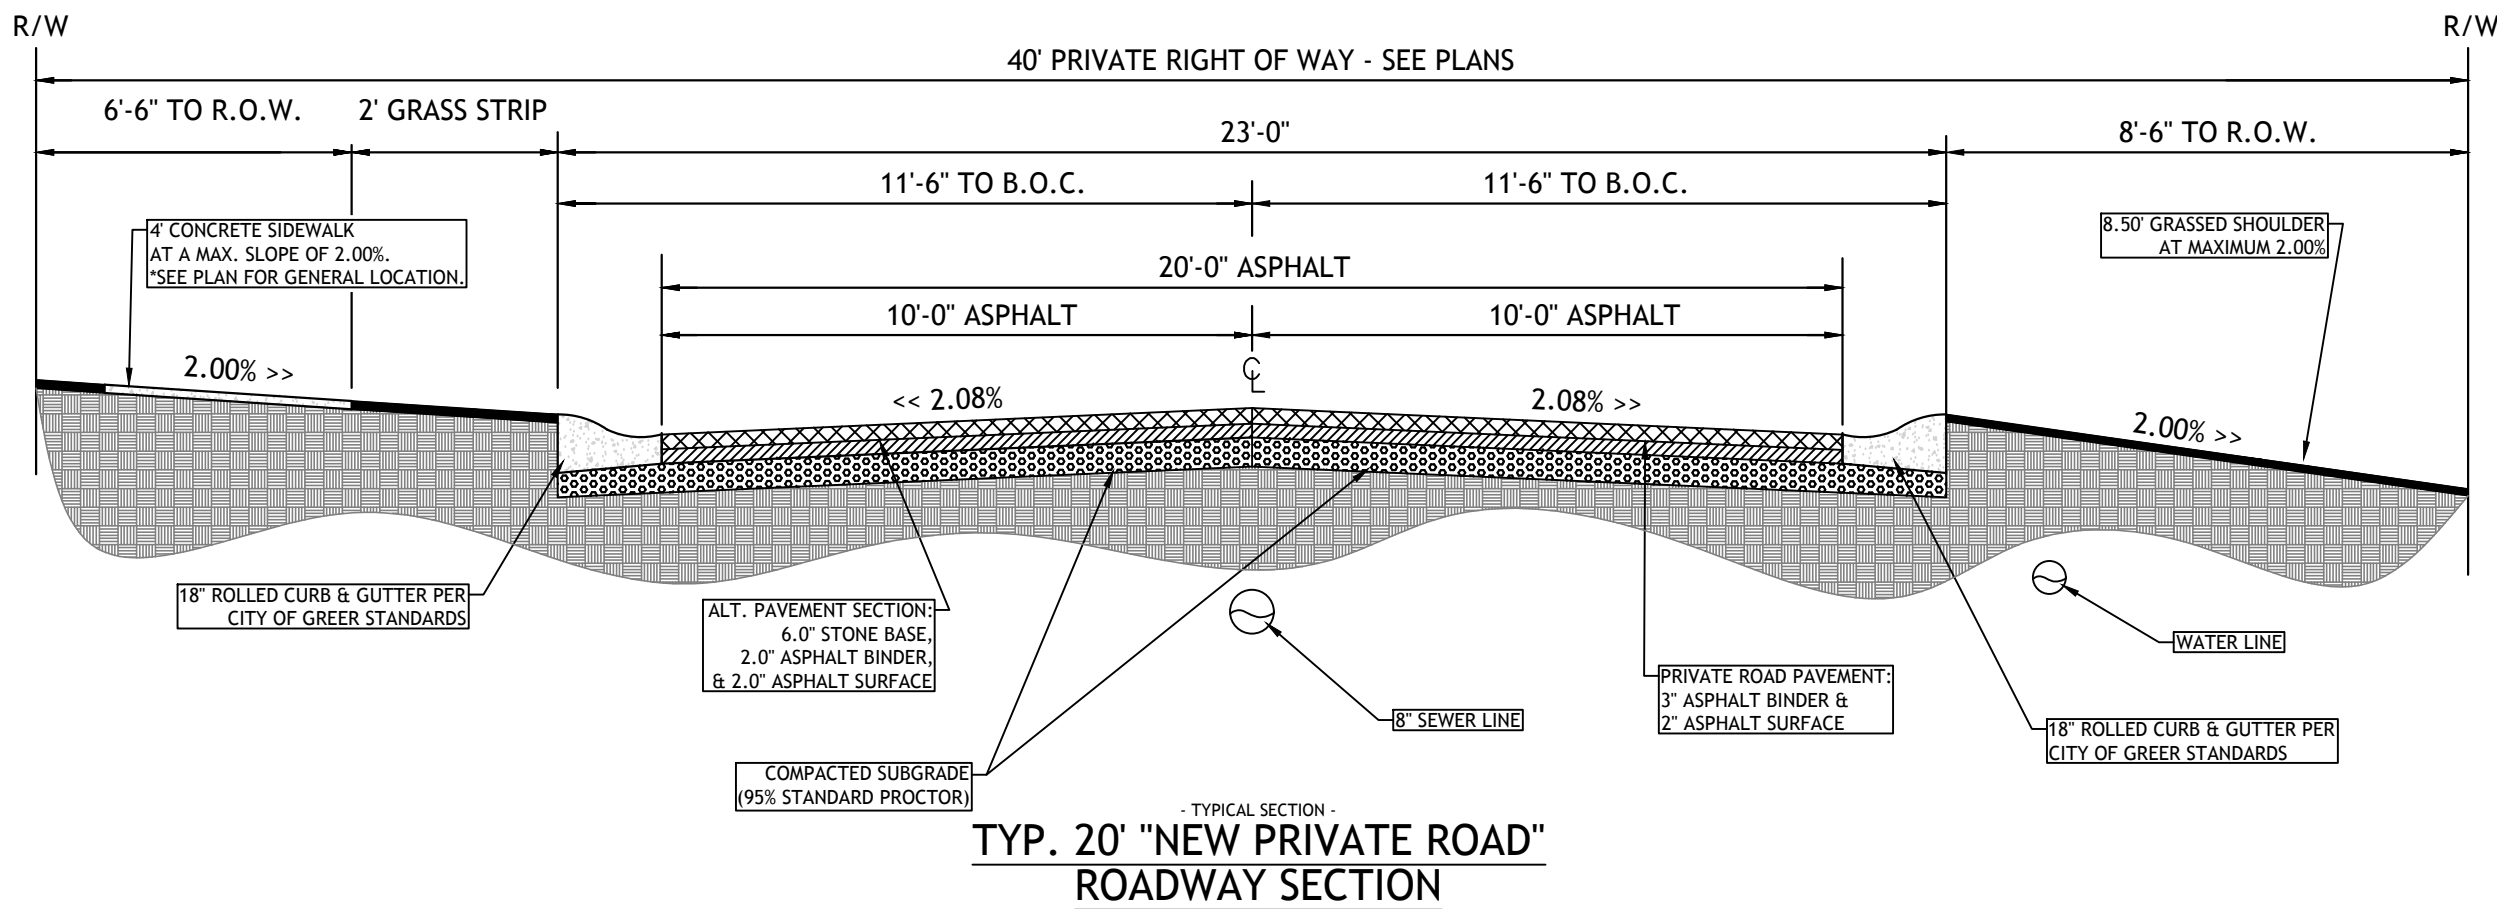 R/W
R/W
40' PRIVATE RIGHT OF WAY - SEE PLANS
6'-6" TO R.O.W.
2' GRASS STRIP
23'-0"
8'-6" TO R.O.W.
11'-6" TO B.O.C.
11'-6" TO B.O.C.
4' CONCRETE SIDEWALK
AT A MAX. SLOPE OF 2.00%.
*SEE PLAN FOR GENERAL LOCATION.
8.50' GRASSED SHOULDER
AT MAXIMUM 2.00%
20'-0" ASPHALT
10'-0" ASPHALT
10'-0" ASPHALT
CL
2.00% >>
<< 2.08%
2.08% >>
2.00% >>
18" ROLLED CURB & GUTTER PER
CITY OF GREER STANDARDS
ALT. PAVEMENT SECTION:
6.0" STONE BASE,
2.0" ASPHALT BINDER,
& 2.0" ASPHALT SURFACE
WATER LINE
PRIVATE ROAD PAVEMENT:
3" ASPHALT BINDER &
2" ASPHALT SURFACE
8" SEWER LINE
18" ROLLED CURB & GUTTER PER
CITY OF GREER STANDARDS
COMPACTED SUBGRADE
(95% STANDARD PROCTOR)
- TYPICAL SECTION -
TYP. 20' "NEW PRIVATE ROAD"
ROADWAY SECTION